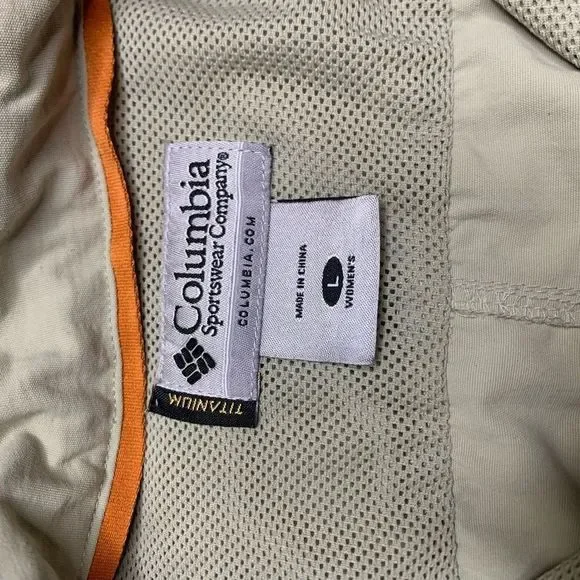 Columbia
Sportswear Company®
COLUMBIA.COM
TITANIUM
MADE IN CHINA
L
WOMEN'S